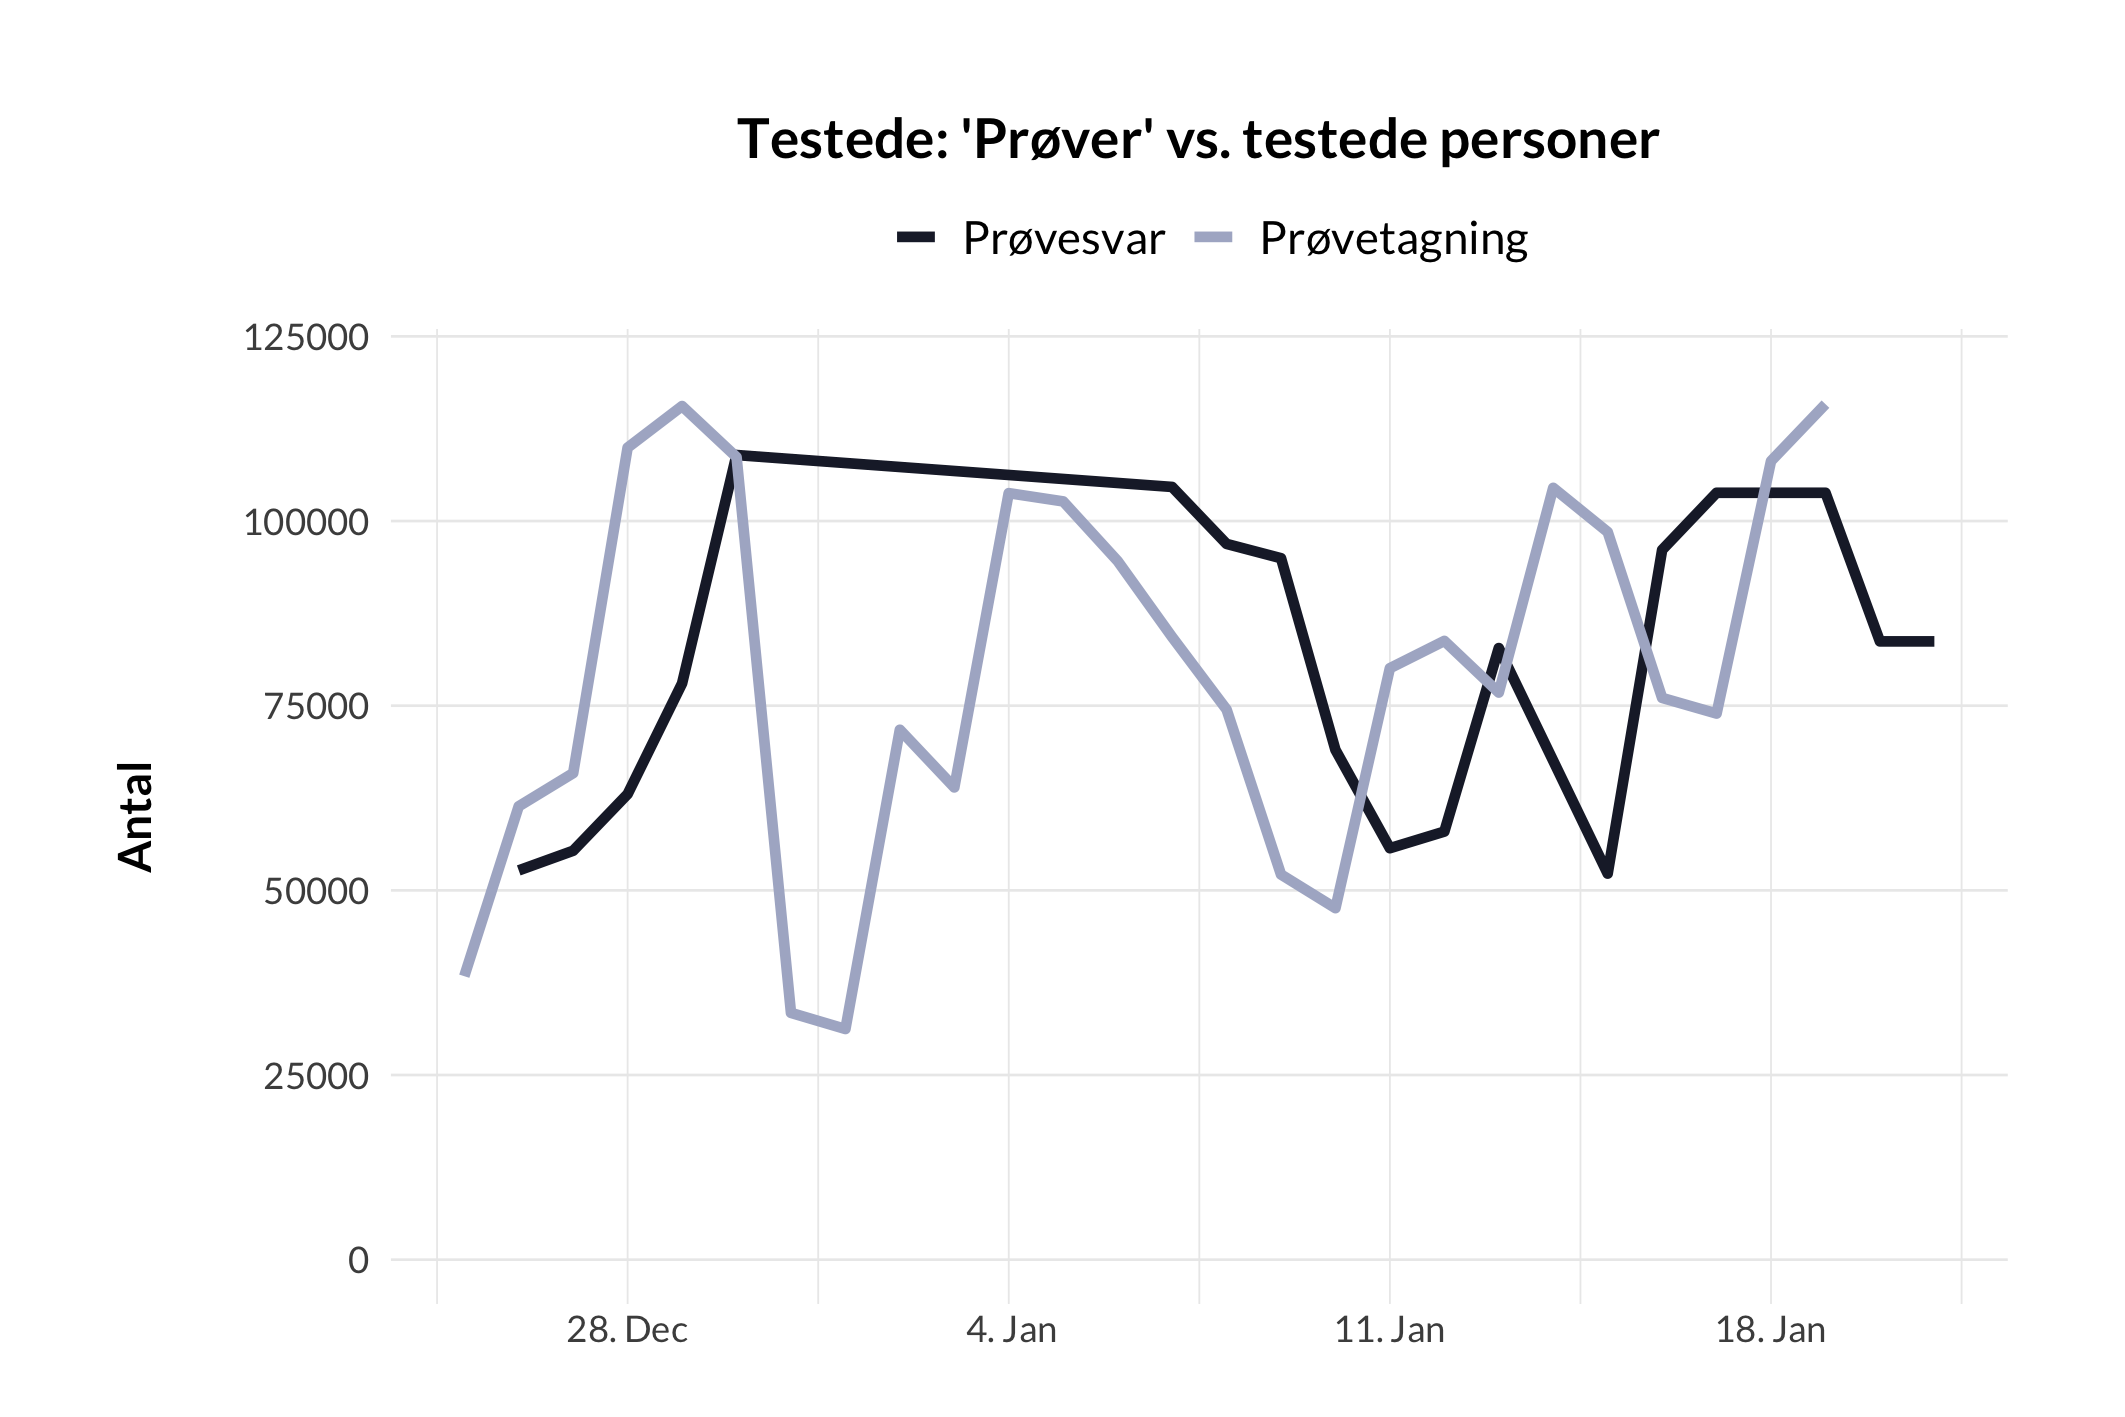 Testede: 'Prøver' vs. testede personer
Prøvesvar Prøvetagning
125000
100000
75000
50000
25000
0
Antal
28. Dec 4. Jan 11. Jan 18. Jan